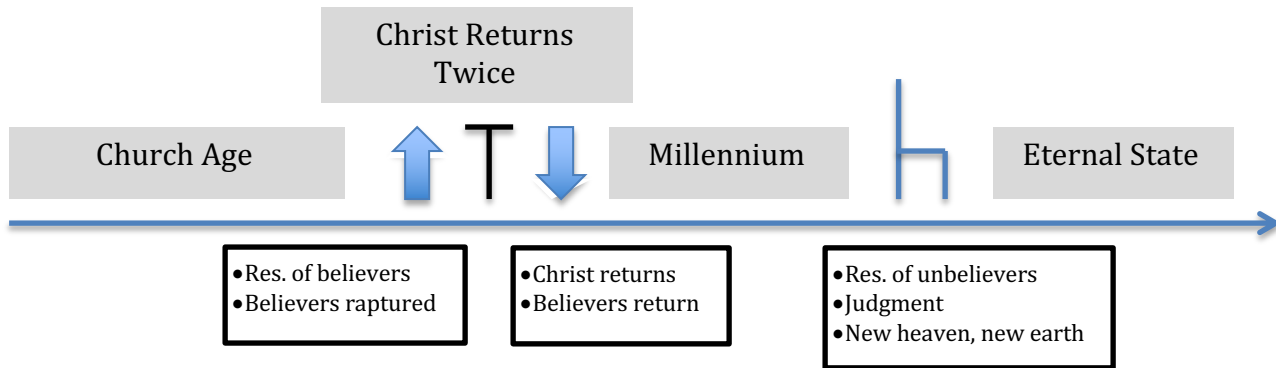 Christ Returns
Twice
Church Age
Millennium
Eternal State
•Res. of believers
•Believers raptured
•Christ returns
•Believers return
•Res. of unbelievers
•Judgment
•New heaven, new earth